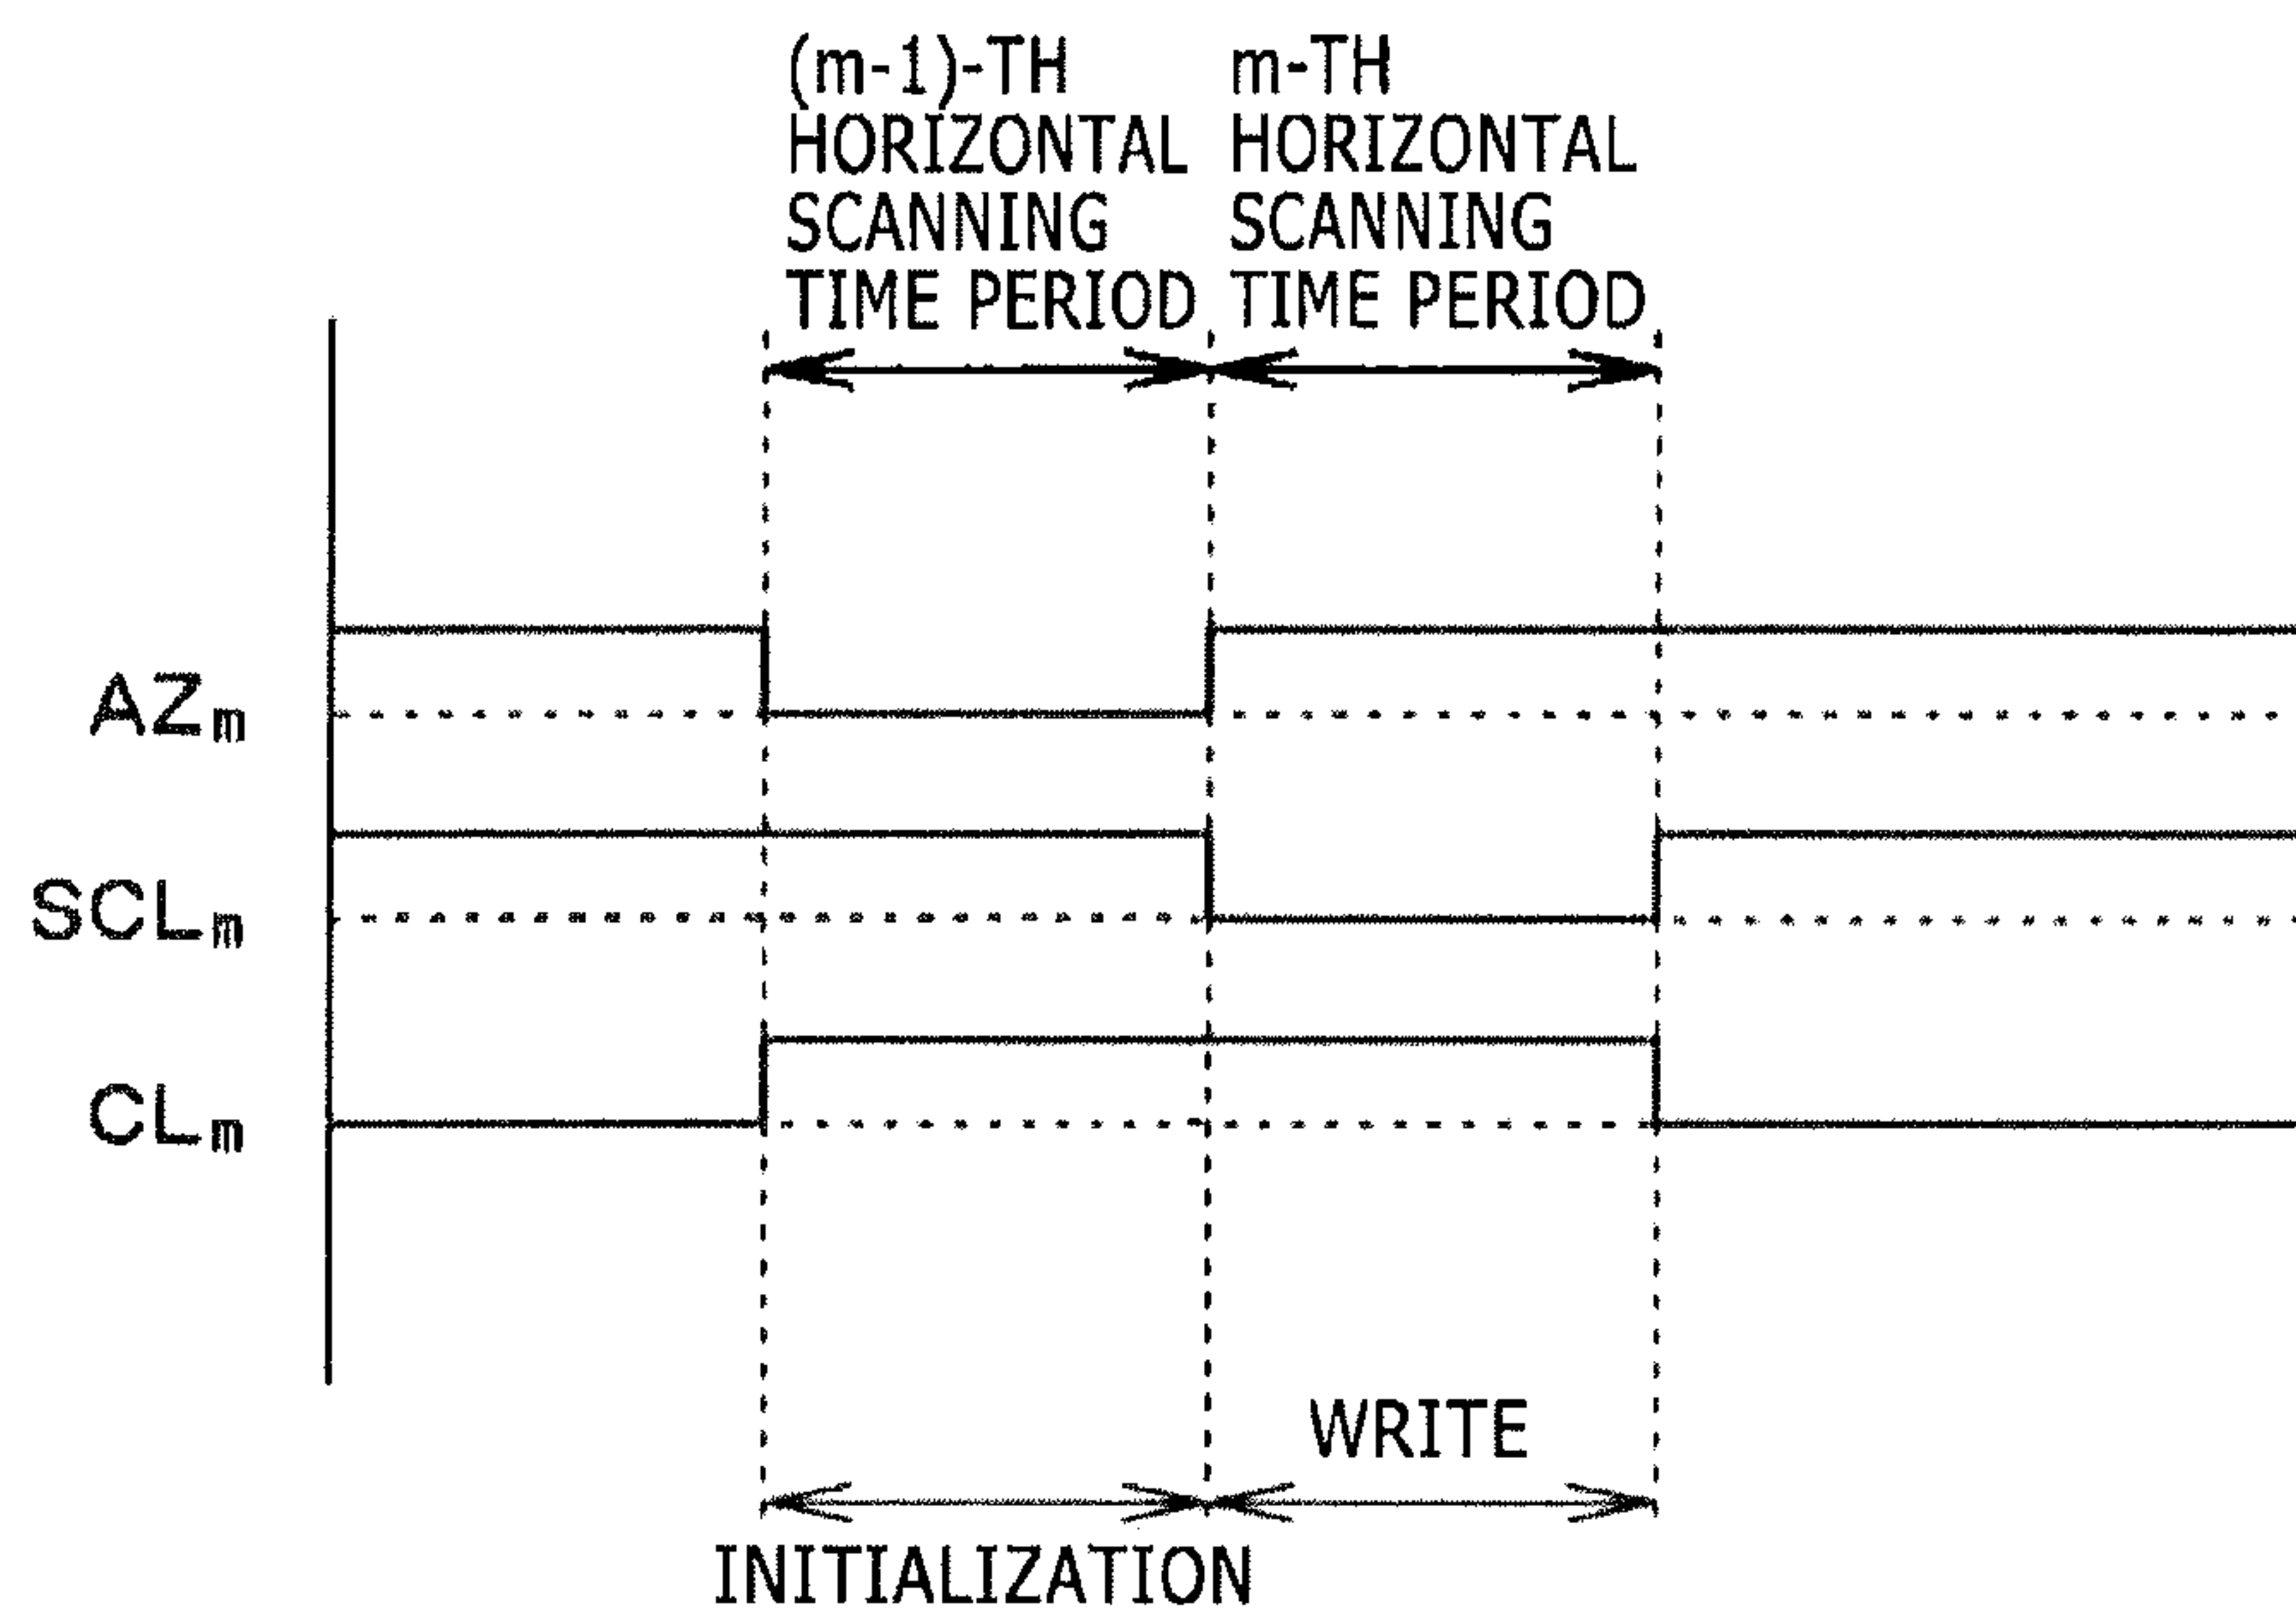 (m-1)-TH
HORIZONTAL
SCANNING
TIME PERIOD
m-TH
HORIZONTAL
SCANNING
TIME PERIOD
AZm
SCLm
CLm
WRITE
INITIALIZATION